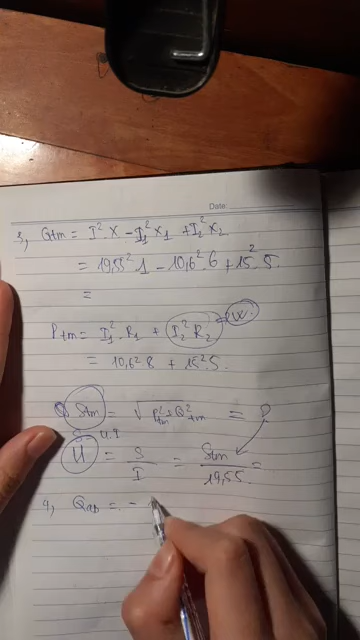 Date
3, Qtm = I² X - I₁² X₁ + I₂² X₂
= 19,55². 1 - 10,6². 6 + 15². 5.
=
Ptm = I₁². R₁ + I₂² R₂ → W.
= 10,6². 8 + 15². 5.
Stm = √ P²tm + Q²tm = ?
S = U.I
U = S / I = Stm / 19,55 =
4, Qab = -